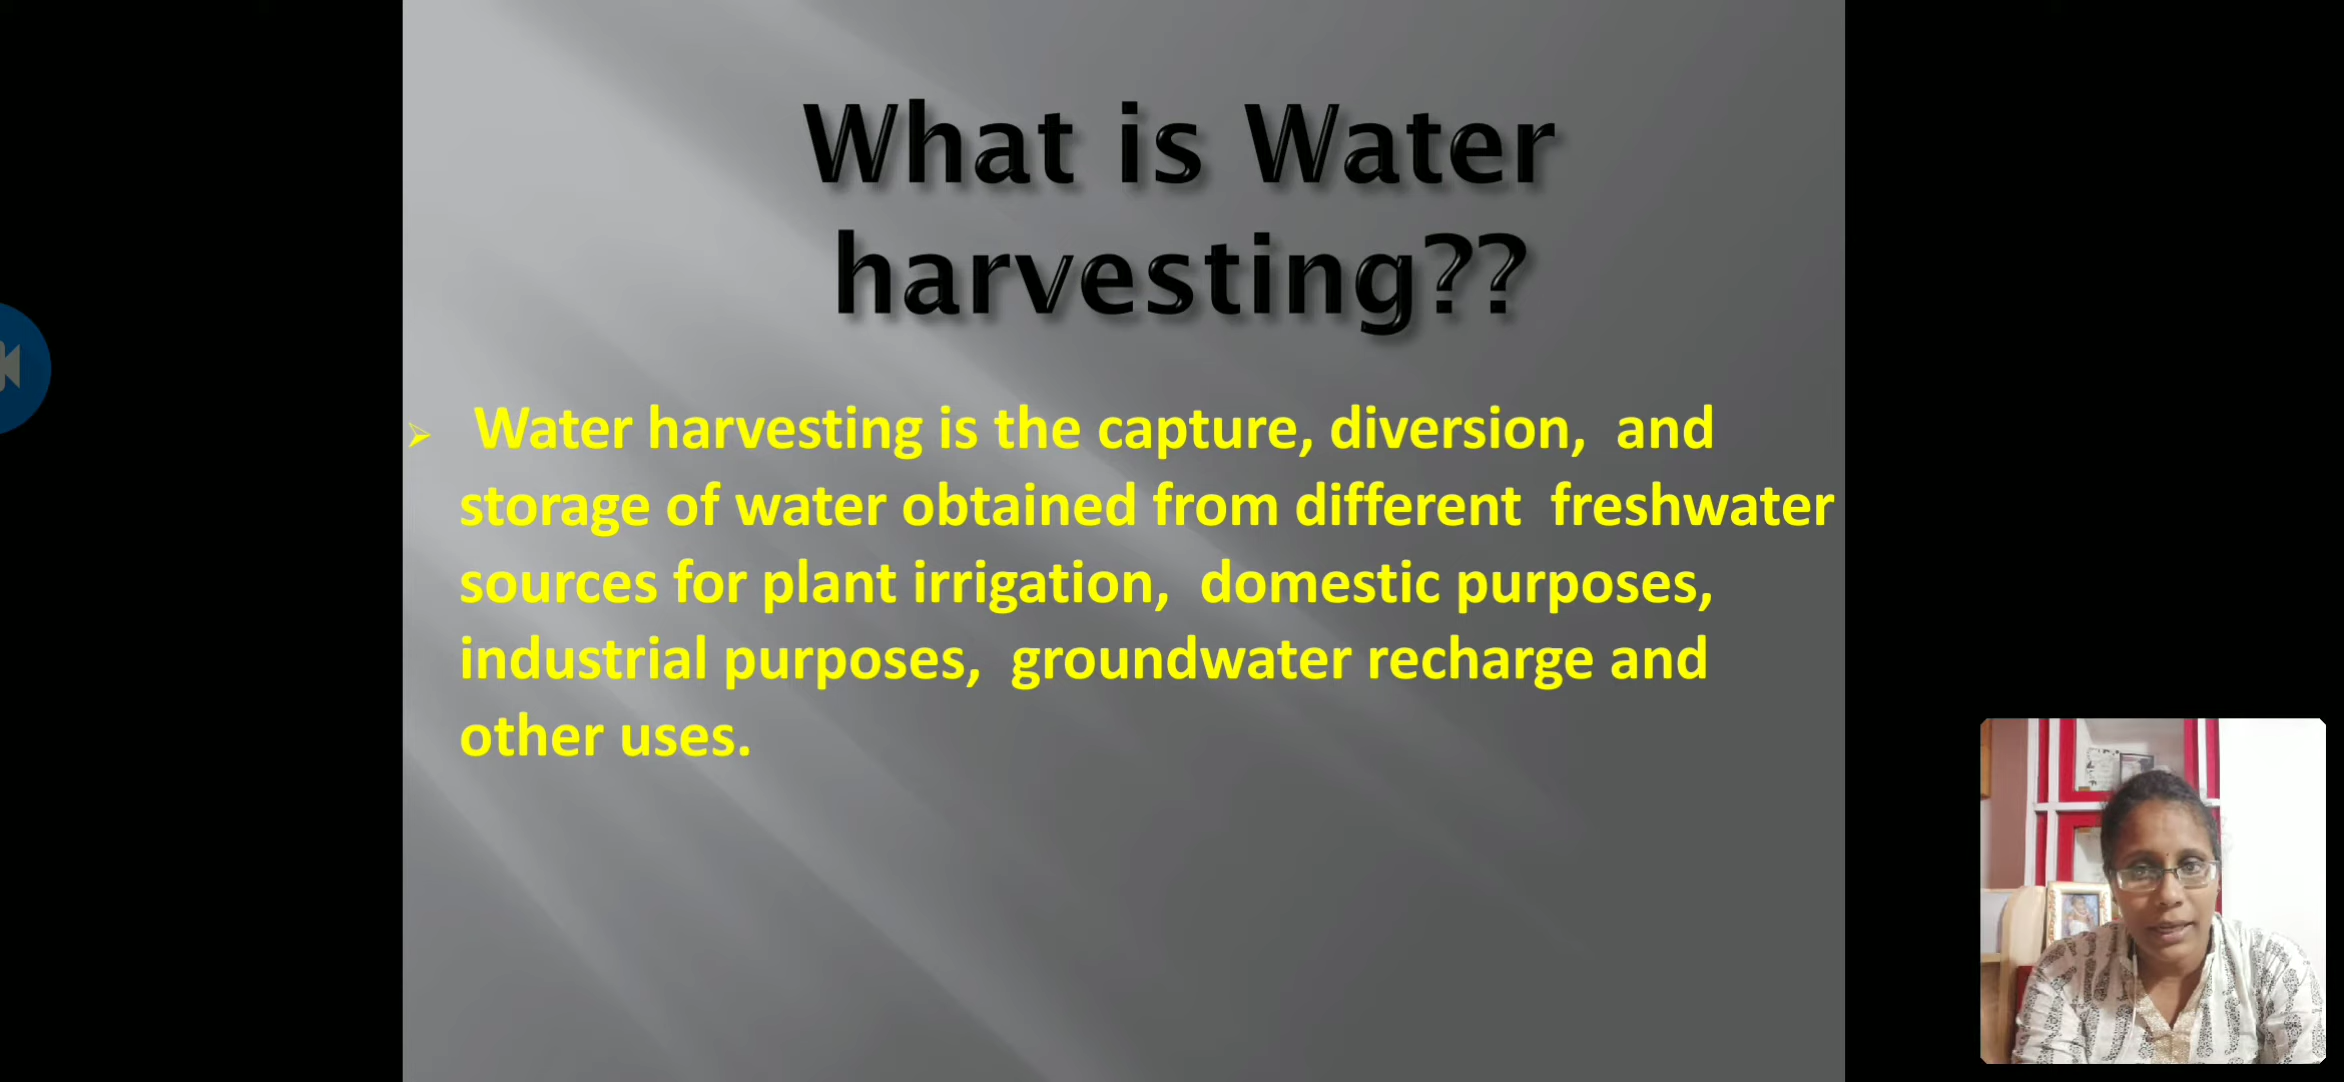 What is Water
harvesting??
➢ Water harvesting is the capture, diversion, and
storage of water obtained from different freshwater
sources for plant irrigation, domestic purposes,
industrial purposes, groundwater recharge and
other uses.